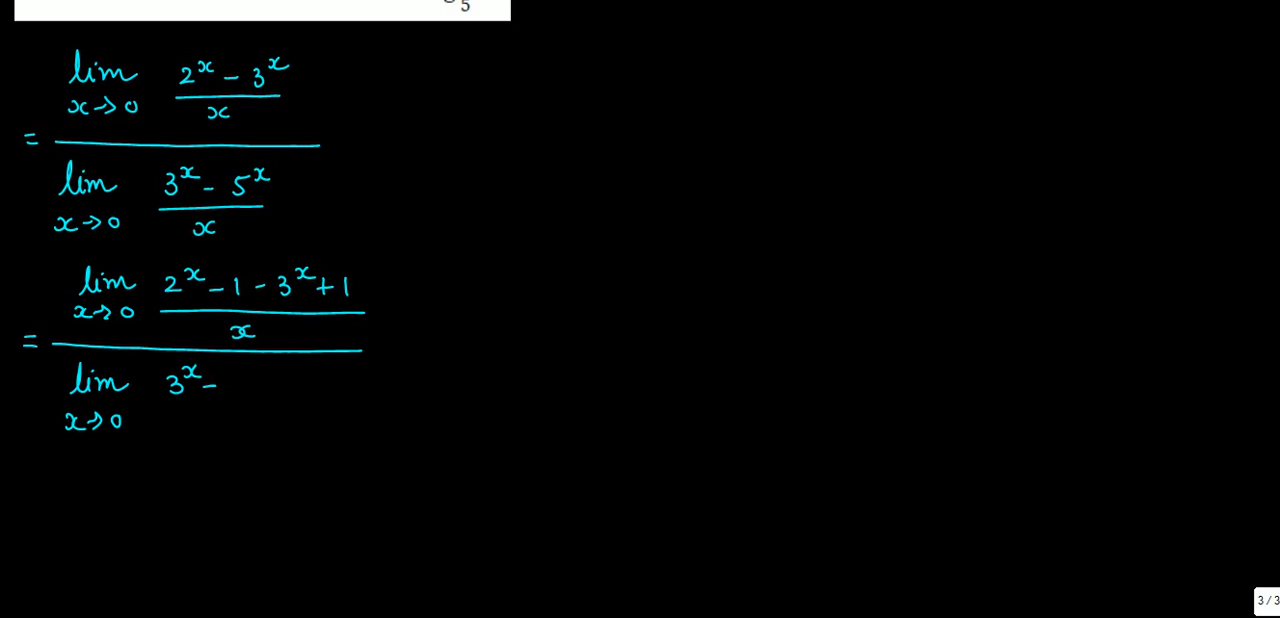 5
lim 2^x - 3^x
x→0 x
=
lim 3^x - 5^x
x→0 x
lim 2^x - 1 - 3^x + 1
x→0 x
=
lim 3^x -
x→0
3 / 3